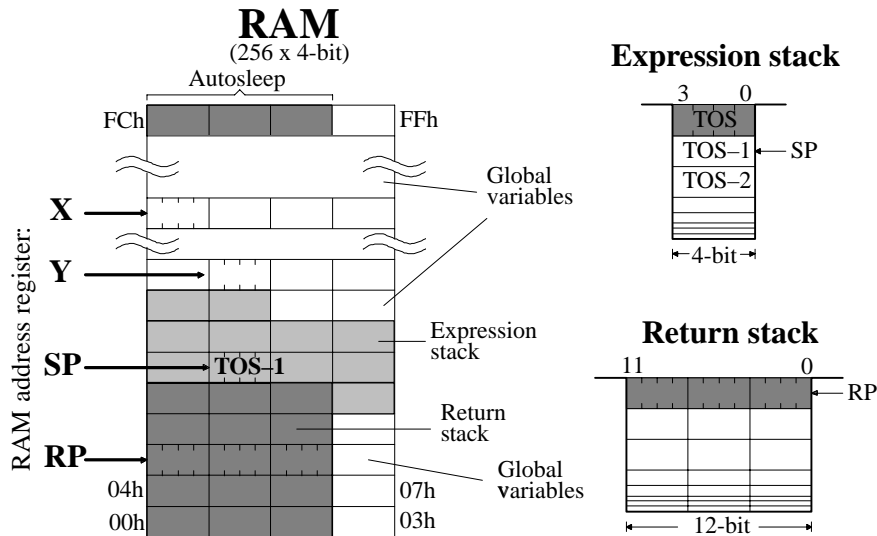 RAM
(256 x 4-bit)
Autosleep
FCh
FFh
Global
variables
X
Y
RAM address register:
SP
TOS–1
Expression
stack
Return
stack
RP
Global
variables
04h
07h
00h
03h
Expression stack
3 0
TOS
TOS–1
SP
TOS–2
4-bit
Return stack
11 0
RP
12-bit